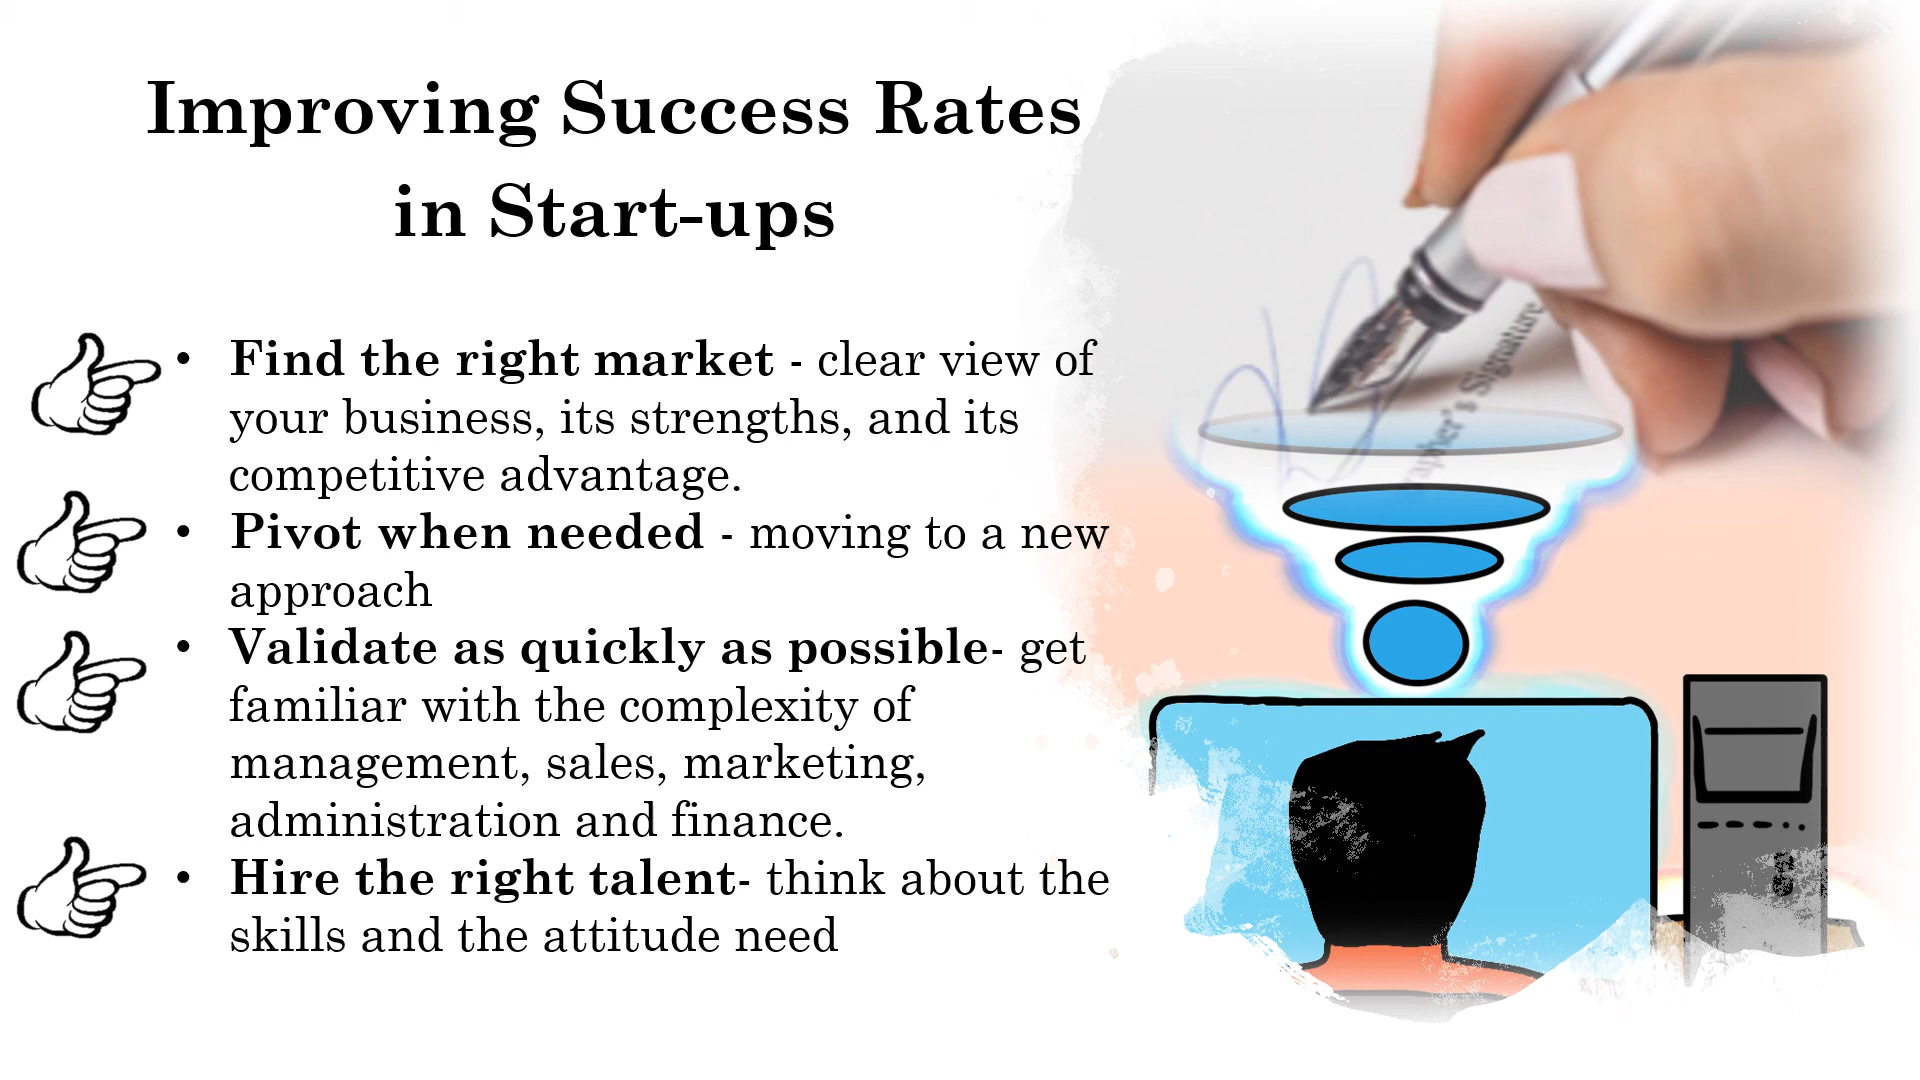 Improving Success Rates
in Start-ups
• Find the right market - clear view of
your business, its strengths, and its
competitive advantage.
• Pivot when needed - moving to a new
approach
• Validate as quickly as possible- get
familiar with the complexity of
management, sales, marketing,
administration and finance.
• Hire the right talent- think about the
skills and the attitude need
Signature